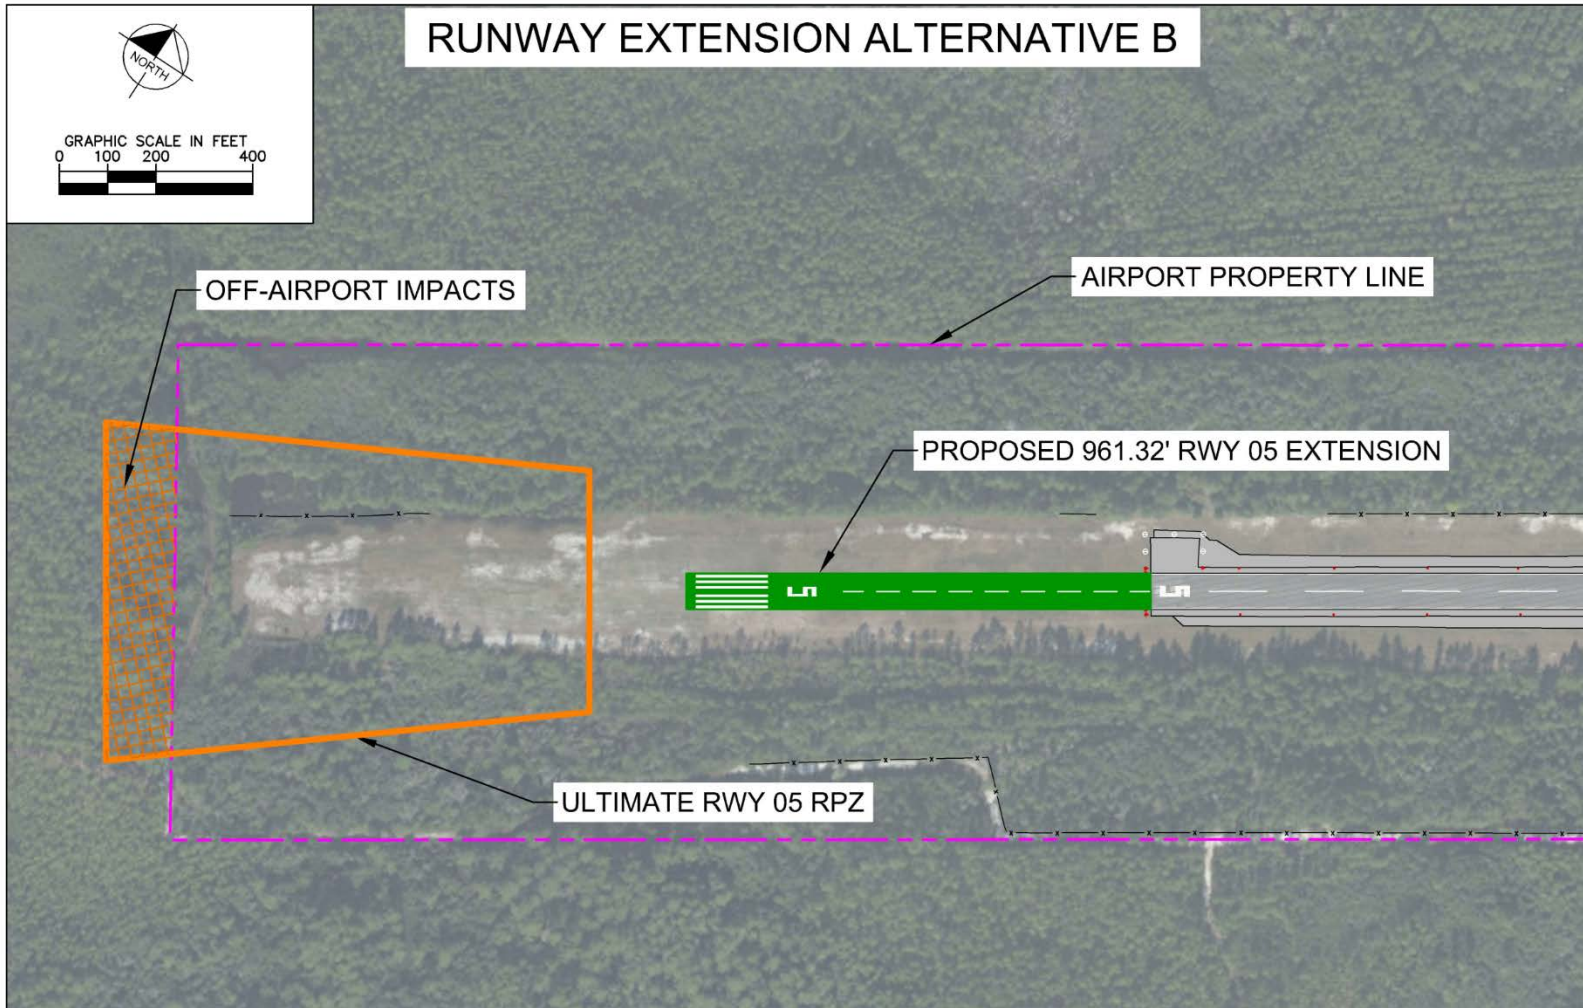 RUNWAY EXTENSION ALTERNATIVE B
NORTH
GRAPHIC SCALE IN FEET
0 100 200 400
OFF-AIRPORT IMPACTS
AIRPORT PROPERTY LINE
PROPOSED 961.32' RWY 05 EXTENSION
5 5
ULTIMATE RWY 05 RPZ